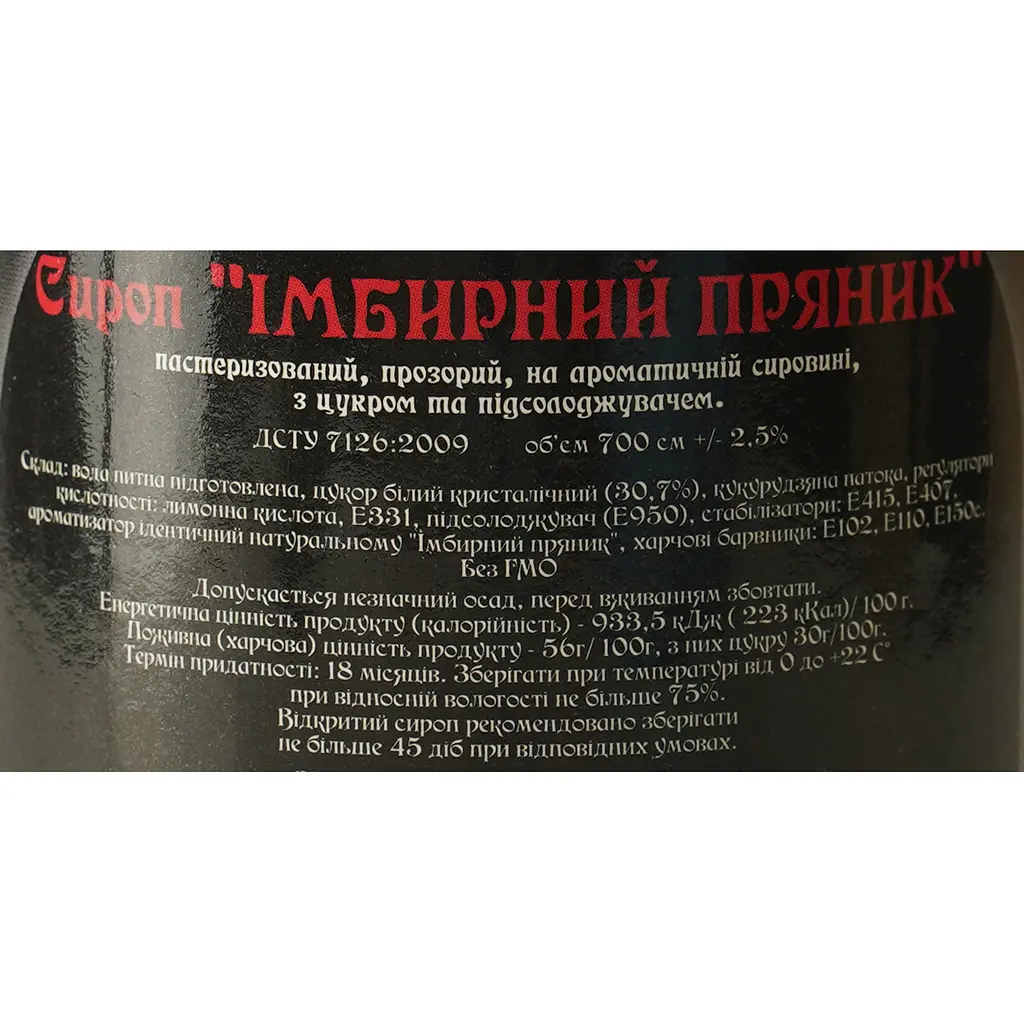 Сироп "ІМБИРНИЙ ПРЯНИК"
пастеризований, прозорий, на ароматичній сировині,
з цукром та підсолоджувачем.
ДСТУ 7126:2009 об'єм 700 см +/- 2,5%
Склад: вода питна підготовлена, цукор білий кристалічний (30,7%), кукурудзяна патока, регулятори
кислотності: лимонна кислота, Е331, підсолоджувач (Е950), стабілізатори: Е415, Е407,
ароматизатор ідентичний натуральному "Імбирний пряник", харчові барвники: Е102, Е110, Е150с.
Без ГМО
Допускається незначний осад, перед вживанням збовтати.
Енергетична цінність продукту (калорійність) - 933,5 кДж ( 223 кКал)/ 100 г.
Поживна (харчова) цінність продукту - 56г/ 100г, з них цукру 30г/100г.
Термін придатності: 18 місяців. Зберігати при температурі від 0 до +22 С°
при відносній вологості не більше 75%.
Відкритий сироп рекомендовано зберігати
не більше 45 діб при відповідних умовах.